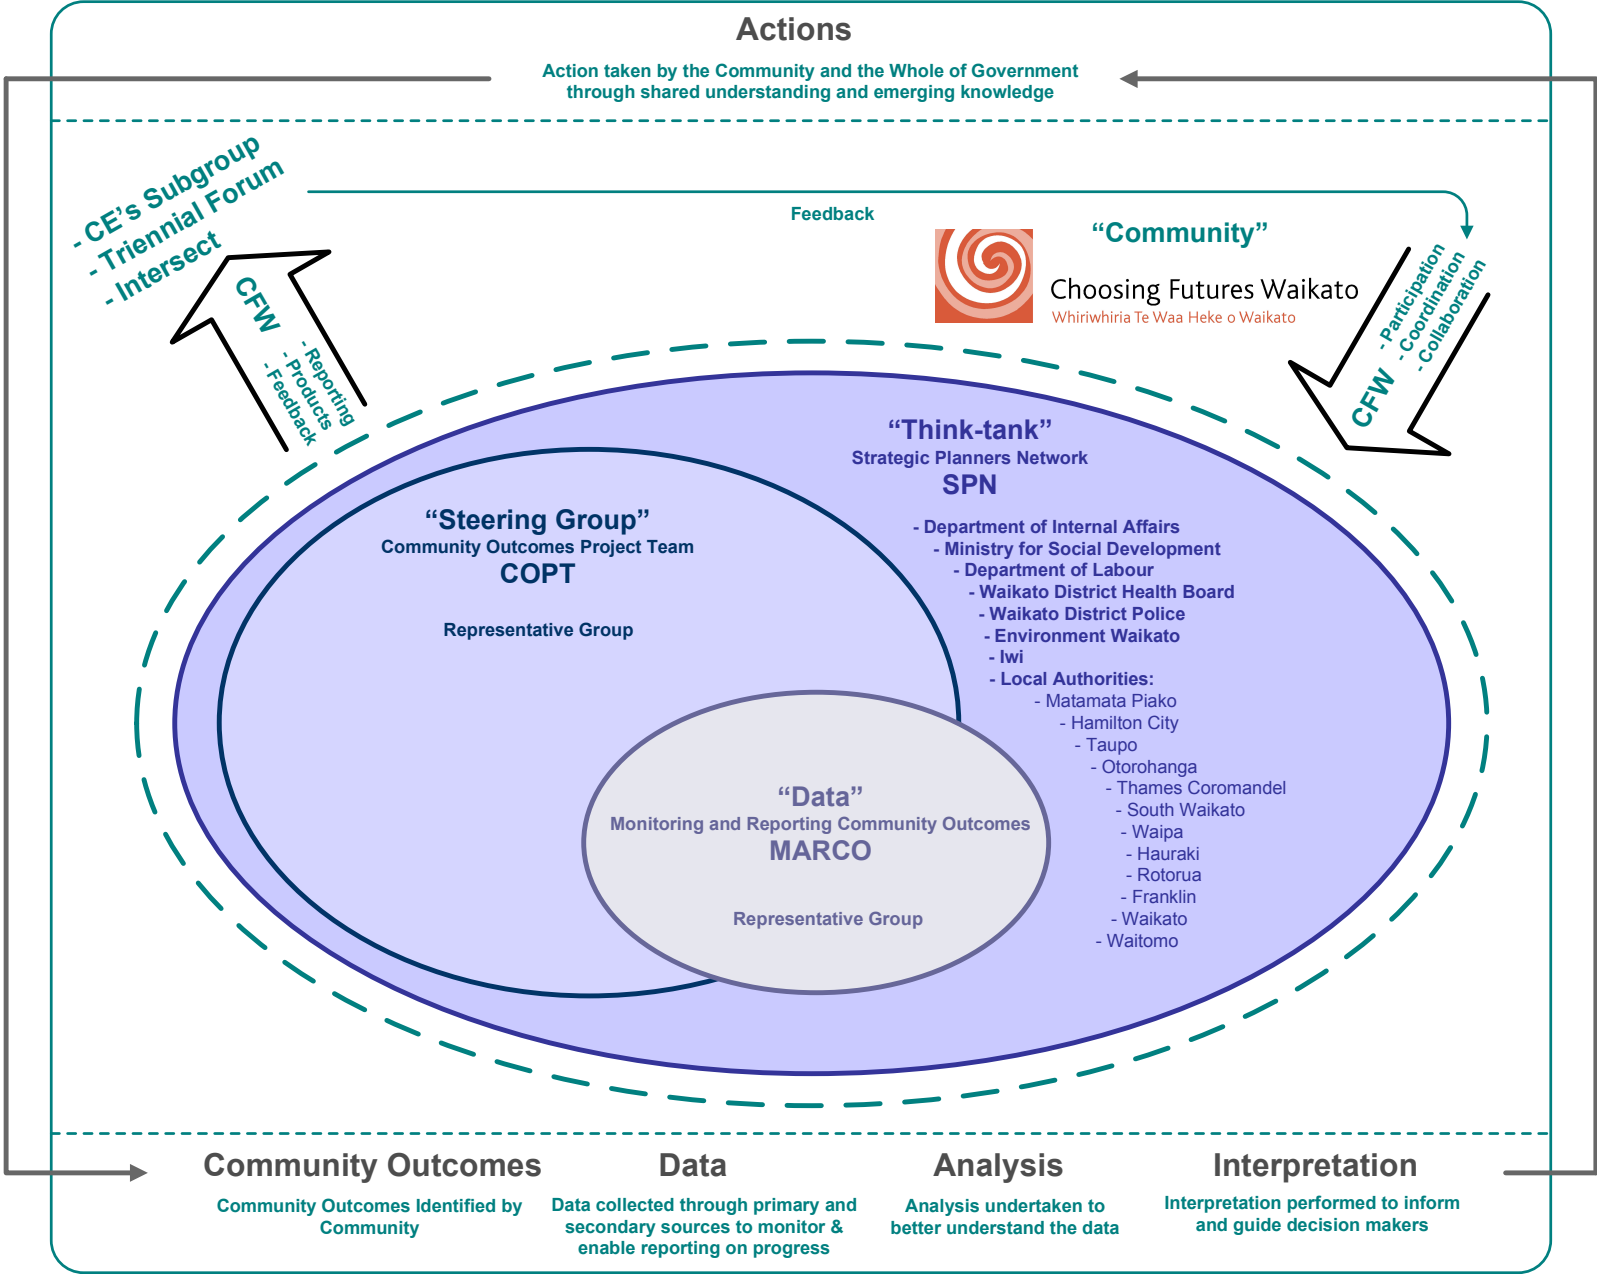 Actions
Action taken by the Community and the Whole of Government
through shared understanding and emerging knowledge
- CE's Subgroup
- Triennial Forum
- Intersect
Feedback
“Community”
Choosing Futures Waikato
Whiriwhiria Te Waa Heke o Waikato
CFW
- Reporting
- Products
- Feedback
- Participation
- Coordination
- Collaboration
CFW
“Think-tank”
Strategic Planners Network
SPN
- Department of Internal Affairs
- Ministry for Social Development
- Department of Labour
- Waikato District Health Board
- Waikato District Police
- Environment Waikato
- Iwi
- Local Authorities:
- Matamata Piako
- Hamilton City
- Taupo
- Otorohanga
- Thames Coromandel
- South Waikato
- Waipa
- Hauraki
- Rotorua
- Franklin
- Waikato
- Waitomo
“Steering Group”
Community Outcomes Project Team
COPT
Representative Group
“Data”
Monitoring and Reporting Community Outcomes
MARCO
Representative Group
Community Outcomes
Community Outcomes Identified by
Community
Data
Data collected through primary and
secondary sources to monitor &
enable reporting on progress
Analysis
Analysis undertaken to
better understand the data
Interpretation
Interpretation performed to inform
and guide decision makers